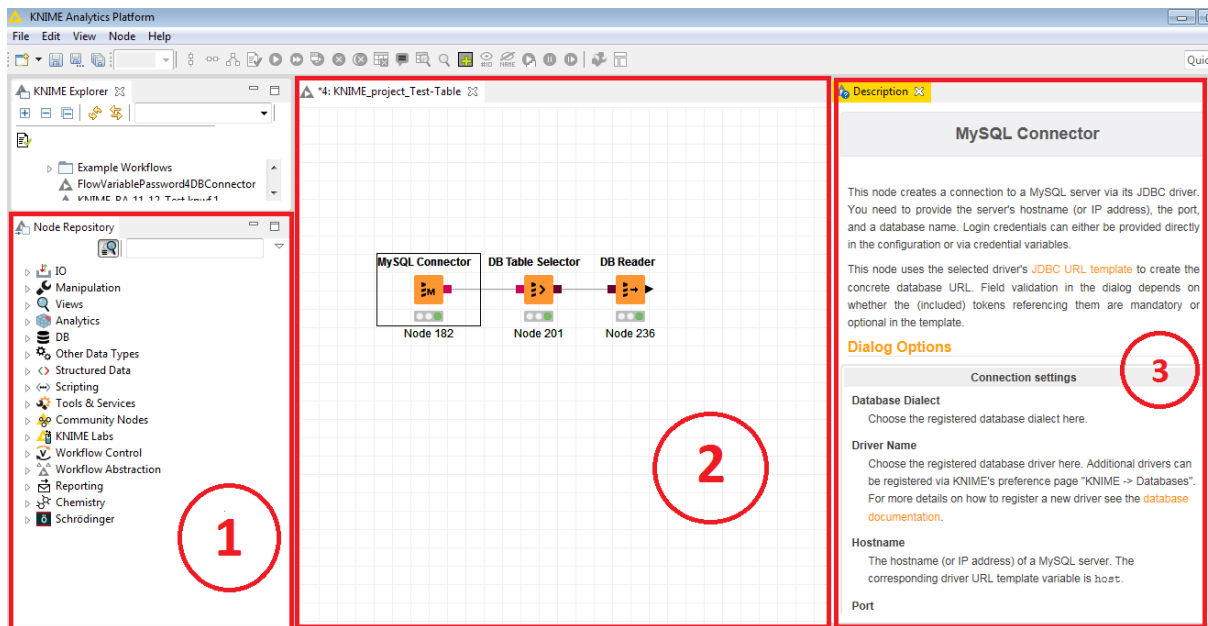 KNIME Analytics Platform
File Edit View Node Help
Quic
KNIME Explorer
Example Workflows
FlowVariablePassword4DBConnector
KNIME_BA_11-12_Test.knwf 1
Node Repository
IO
Manipulation
Views
Analytics
DB
Other Data Types
Structured Data
Scripting
Tools & Services
Community Nodes
KNIME Labs
Workflow Control
Workflow Abstraction
Reporting
Chemistry
Schrödinger
1
*4: KNIME_project_Test-Table
MySQL Connector DB Table Selector DB Reader
Node 182 Node 201 Node 236
2
Description
MySQL Connector
This node creates a connection to a MySQL server via its JDBC driver.
You need to provide the server's hostname (or IP address), the port,
and a database name. Login credentials can either be provided directly
in the configuration or via credential variables.
This node uses the selected driver's JDBC URL template to create the
concrete database URL. Field validation in the dialog depends on
whether the (included) tokens referencing them are mandatory or
optional in the template.
Dialog Options
3
Connection settings
Database Dialect
Choose the registered database dialect here.
Driver Name
Choose the registered database driver here. Additional drivers can
be registered via KNIME's preference page "KNIME -> Databases".
For more details on how to register a new driver see the database
documentation.
Hostname
The hostname (or IP address) of a MySQL server. The
corresponding driver URL template variable is host.
Port